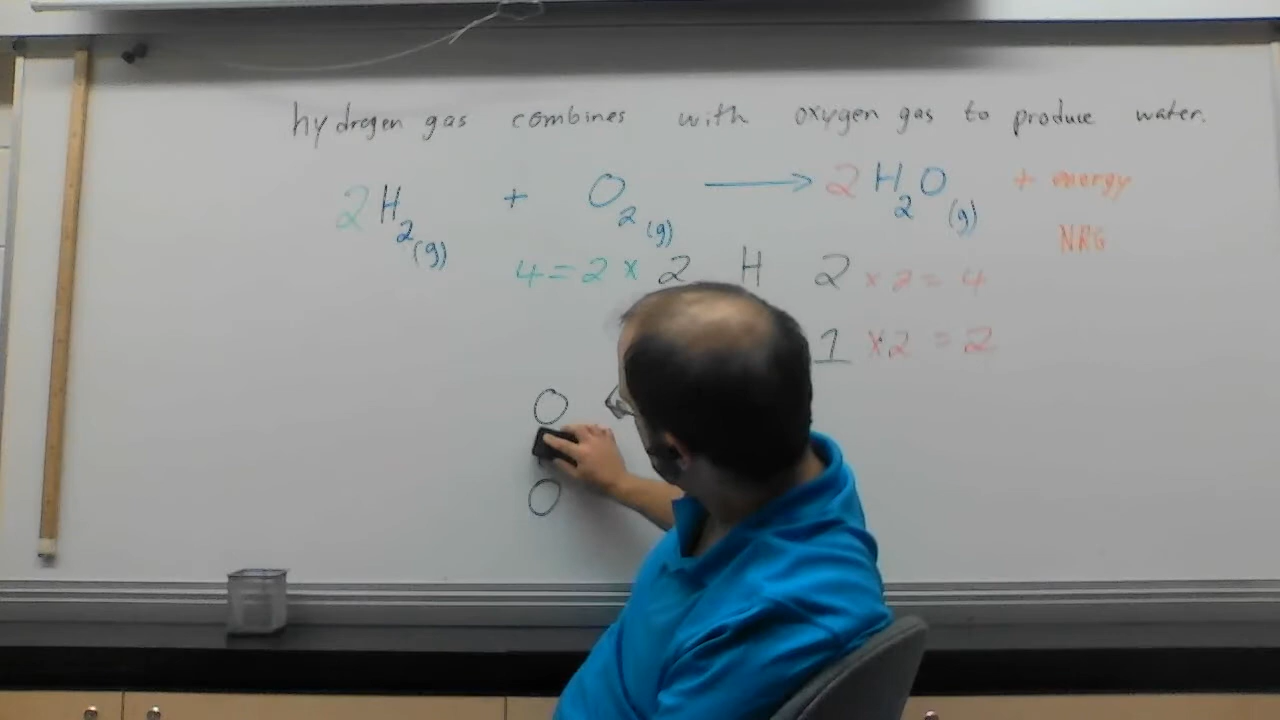 hydrogen gas combines with oxygen gas to produce water.
2H2(g) + O2(g) → 2H2O(g) + energy
NRG
4=2 x 2 H 2 x 2 = 4
1 x2 = 2
O
O